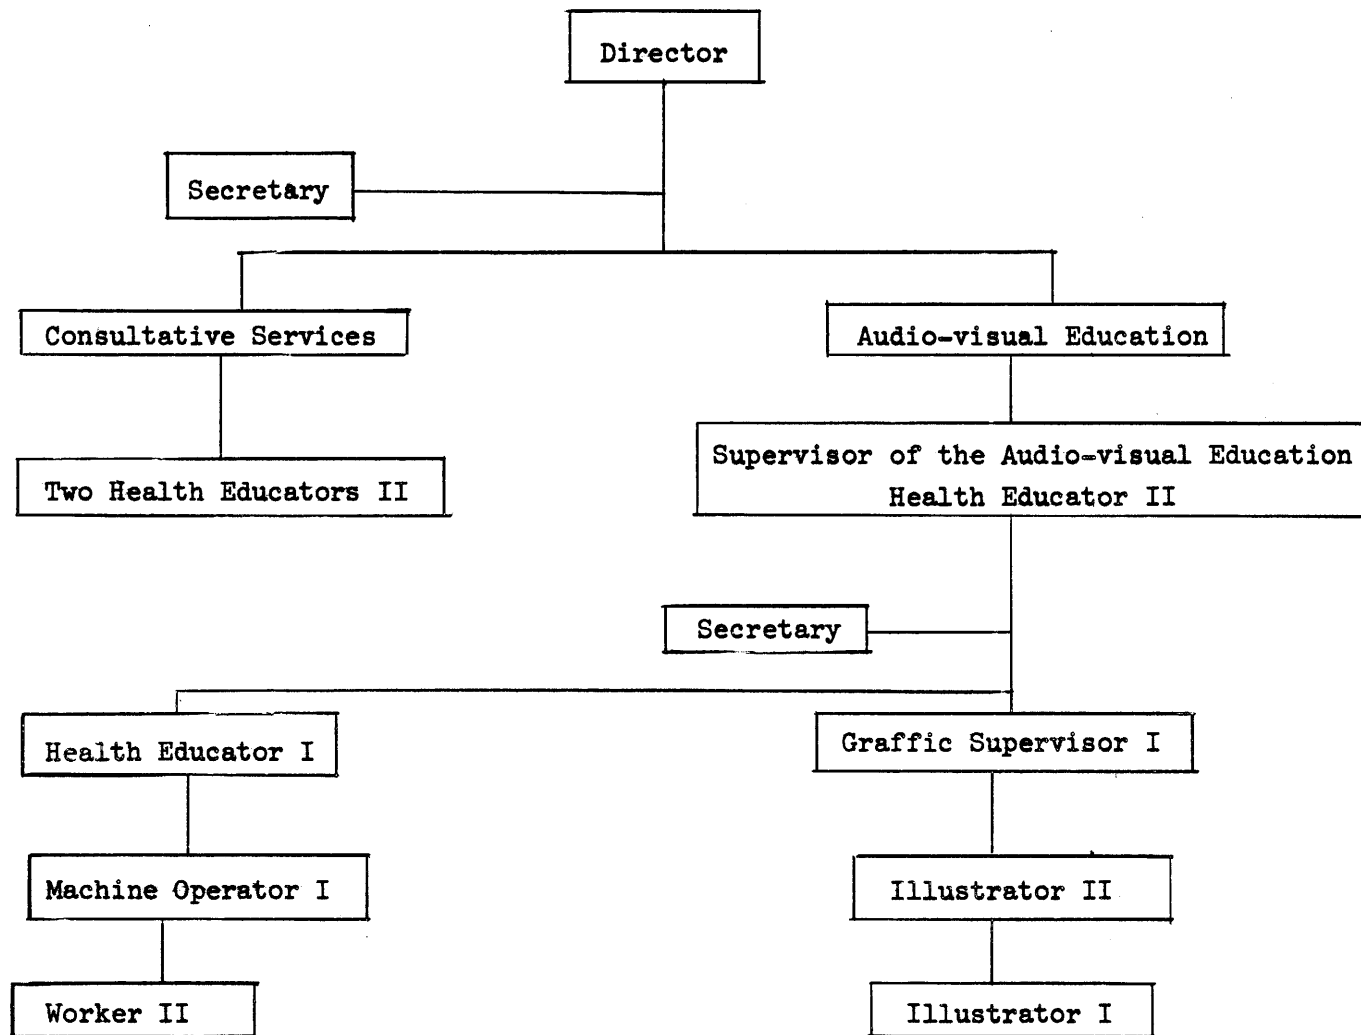 Director
Secretary
Consultative Services
Audio-visual Education
Supervisor of the Audio-visual Education
Health Educator II
Two Health Educators II
Secretary
Health Educator I
Graffic Supervisor I
Machine Operator I
Illustrator II
Worker II
Illustrator I